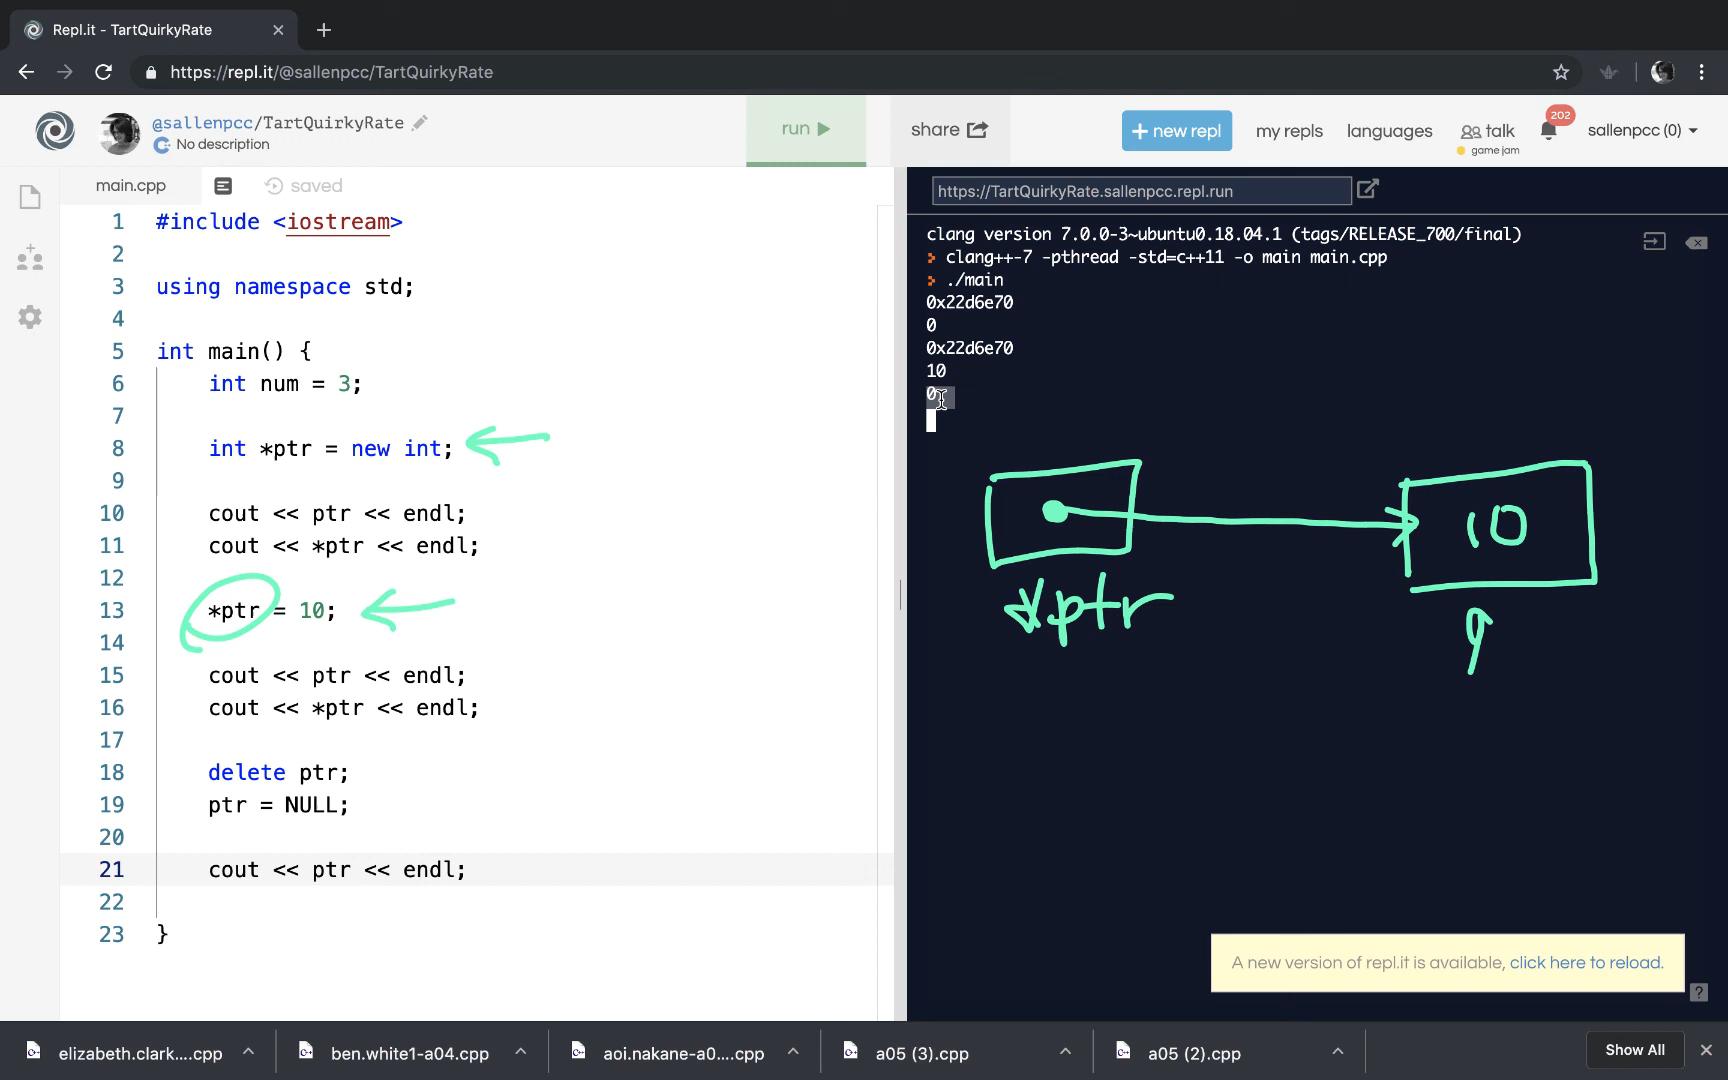 Repl.it - TartQuirkyRate
https://repl.it/@sallenpcc/TartQuirkyRate
@sallenpcc/TartQuirkyRate
No description
run
share
+ new repl
my repls
languages
talk
game jam
202
sallenpcc (0)
main.cpp
saved
1 #include <iostream>
2
3 using namespace std;
4
5 int main() {
6 int num = 3;
7
8 int *ptr = new int;
9
10 cout << ptr << endl;
11 cout << *ptr << endl;
12
13 *ptr = 10;
14
15 cout << ptr << endl;
16 cout << *ptr << endl;
17
18 delete ptr;
19 ptr = NULL;
20
21 cout << ptr << endl;
22
23 }
https://TartQuirkyRate.sallenpcc.repl.run
clang version 7.0.0-3~ubuntu0.18.04.1 (tags/RELEASE_700/final)
> clang++-7 -pthread -std=c++11 -o main main.cpp
> ./main
0x22d6e70
0
0x22d6e70
10
0
10
*ptr
A new version of repl.it is available, click here to reload.
?
elizabeth.clark....cpp
ben.white1-a04.cpp
aoi.nakane-a0....cpp
a05 (3).cpp
a05 (2).cpp
Show All